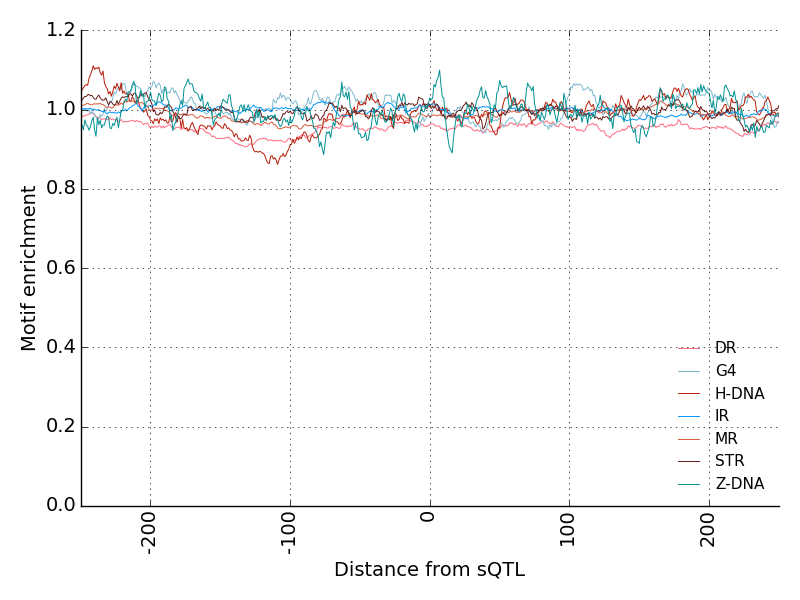 1.2
1.0
0.8
0.6
0.4
0.2
0.0
Motif enrichment
DR
G4
H-DNA
IR
MR
STR
Z-DNA
-200
-100
0
100
200
Distance from sQTL